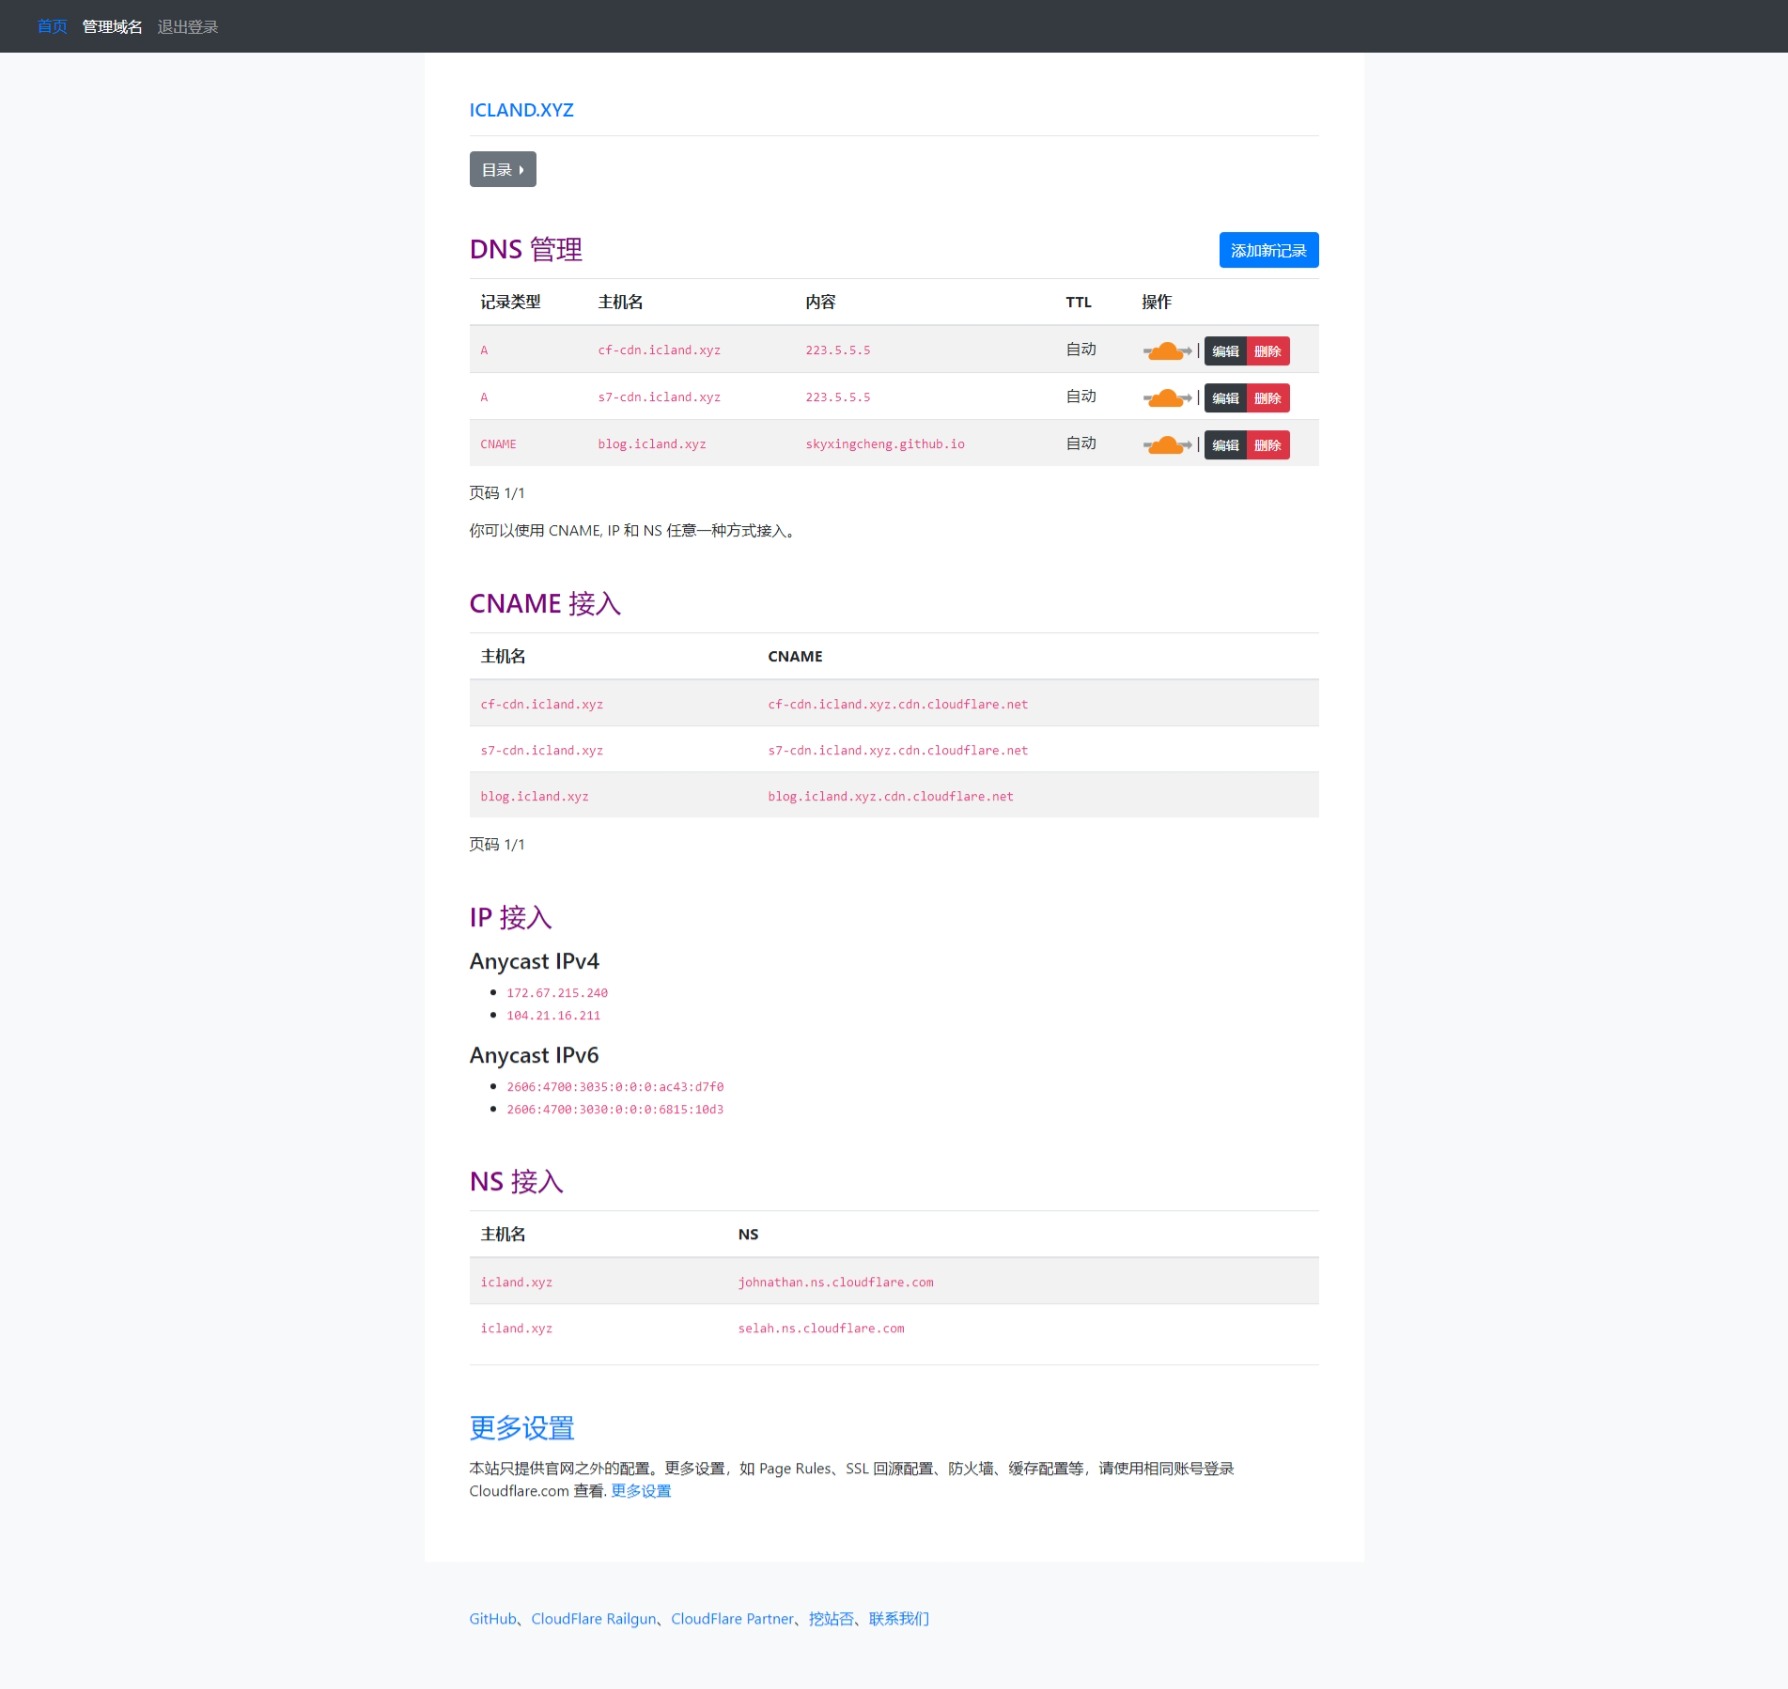 首页 管理域名 退出登录
ICLAND.XYZ
目录
DNS 管理 添加新记录
记录类型 主机名 内容 TTL 操作
A cf-cdn.icland.xyz 223.5.5.5 自动 | 编辑 删除
A s7-cdn.icland.xyz 223.5.5.5 自动 | 编辑 删除
CNAME blog.icland.xyz skyxingcheng.github.io 自动 | 编辑 删除
页码 1/1
你可以使用 CNAME, IP 和 NS 任意一种方式接入。
CNAME 接入
主机名 CNAME
cf-cdn.icland.xyz cf-cdn.icland.xyz.cdn.cloudflare.net
s7-cdn.icland.xyz s7-cdn.icland.xyz.cdn.cloudflare.net
blog.icland.xyz blog.icland.xyz.cdn.cloudflare.net
页码 1/1
IP 接入
Anycast IPv4
172.67.215.240
104.21.16.211
Anycast IPv6
2606:4700:3035:0:0:0:ac43:d7f0
2606:4700:3030:0:0:0:6815:10d3
NS 接入
主机名 NS
icland.xyz johnathan.ns.cloudflare.com
icland.xyz selah.ns.cloudflare.com
更多设置
本站只提供官网之外的配置。更多设置，如 Page Rules、SSL 回源配置、防火墙、缓存配置等，请使用相同账号登录
Cloudflare.com 查看. 更多设置
GitHub、CloudFlare Railgun、CloudFlare Partner、挖站否、联系我们